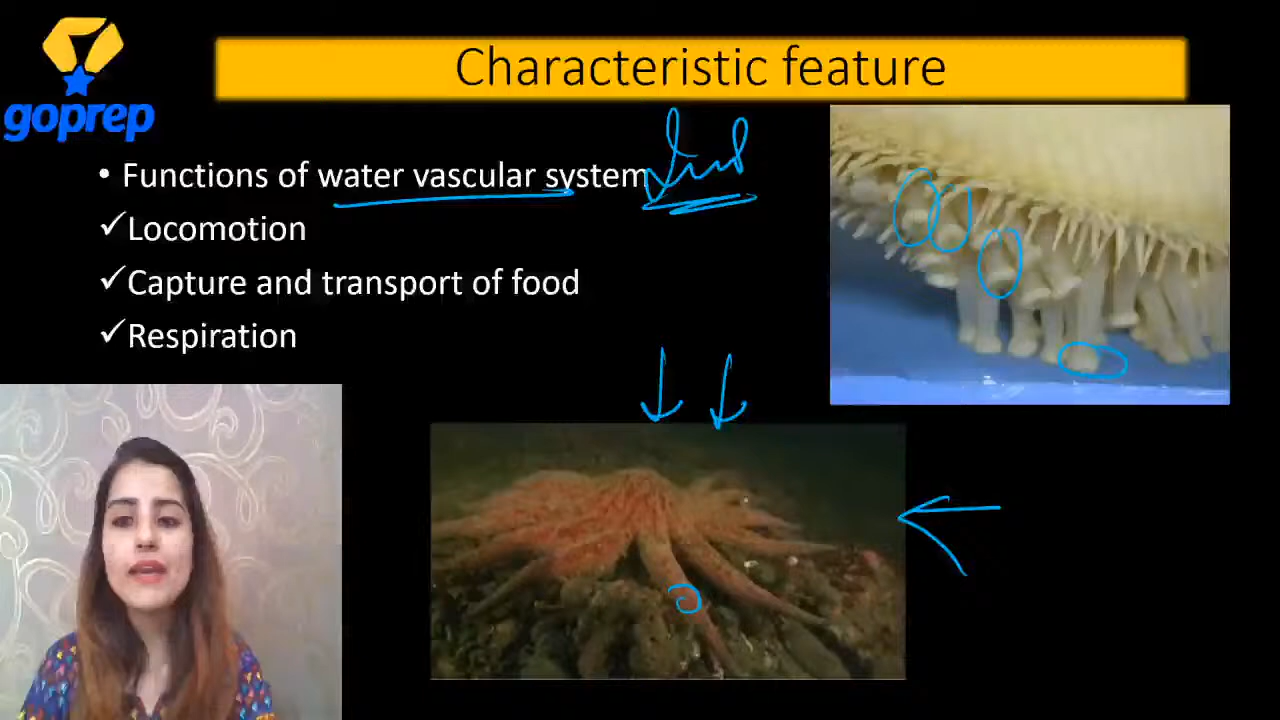 goprep
Characteristic feature
• Functions of water vascular system
✓Locomotion
✓Capture and transport of food
✓Respiration